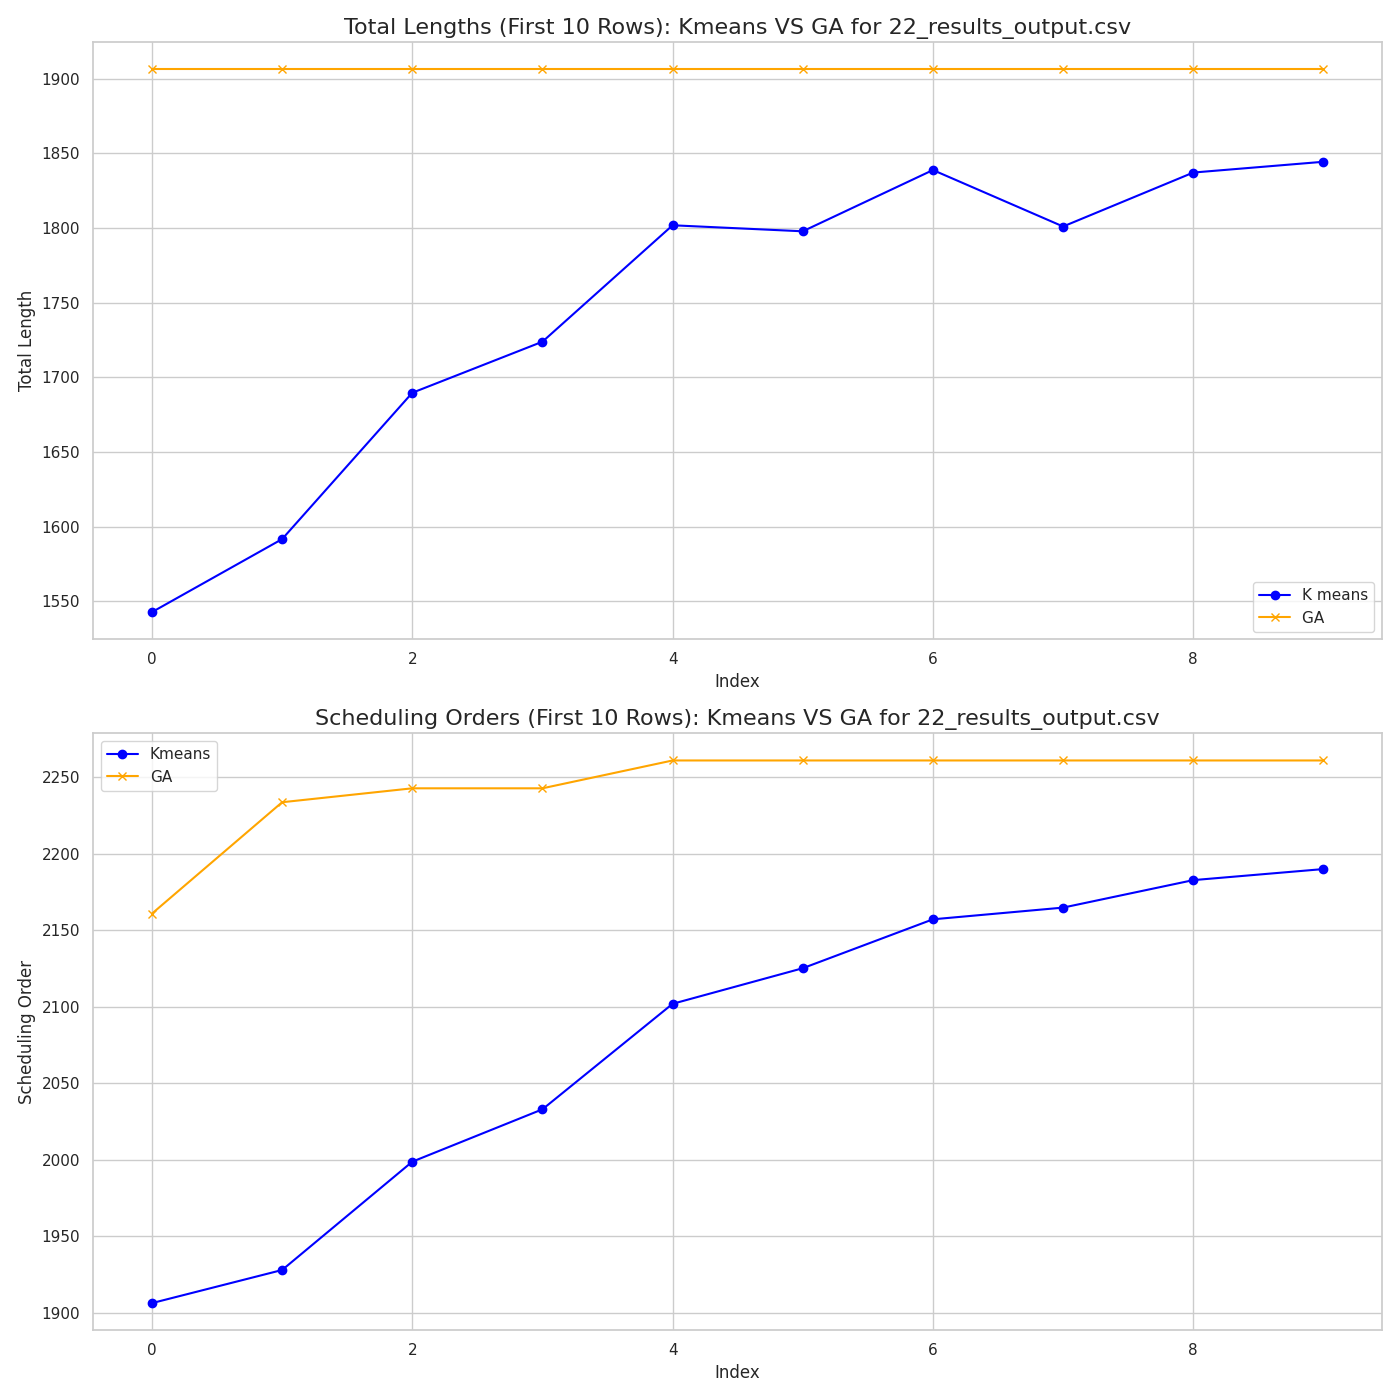 Total Lengths (First 10 Rows): Kmeans VS GA for 22_results_output.csv
1900
1850
1800
1750
1700
1650
1600
1550
Total Length
K means
GA
0 2 4 6 8
Index
Scheduling Orders (First 10 Rows): Kmeans VS GA for 22_results_output.csv
Kmeans
GA
2250
2200
2150
2100
2050
2000
1950
1900
Scheduling Order
0 2 4 6 8
Index